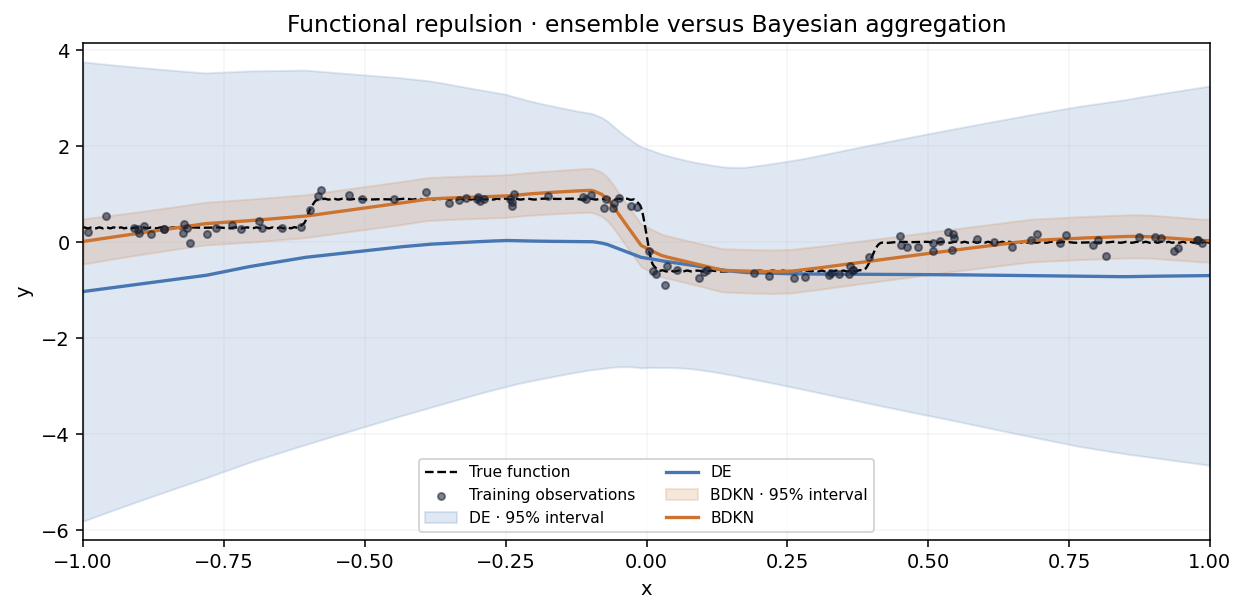 Functional repulsion · ensemble versus Bayesian aggregation
y
4
2
0
−2
−4
−6
True function
Training observations
DE · 95% interval
DE
BDKN · 95% interval
BDKN
−1.00 −0.75 −0.50 −0.25 0.00 0.25 0.50 0.75 1.00
x